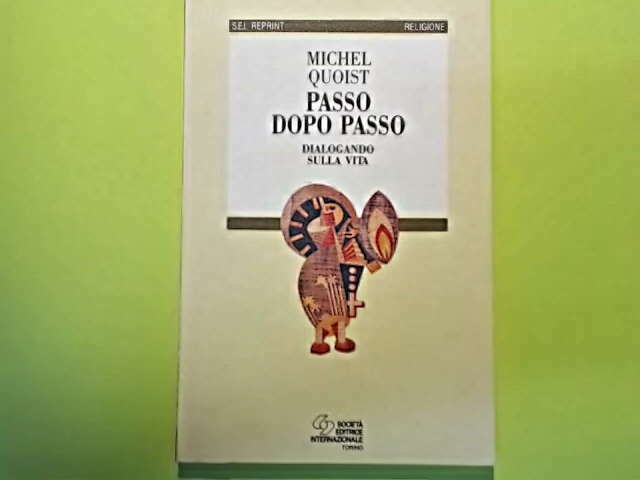 S.E.I. REPRINT RELIGIONE
MICHEL
QUOIST
PASSO
DOPO PASSO
DIALOGANDO
SULLA VITA
SOCIETÀ
EDITRICE
INTERNAZIONALE
TORINO